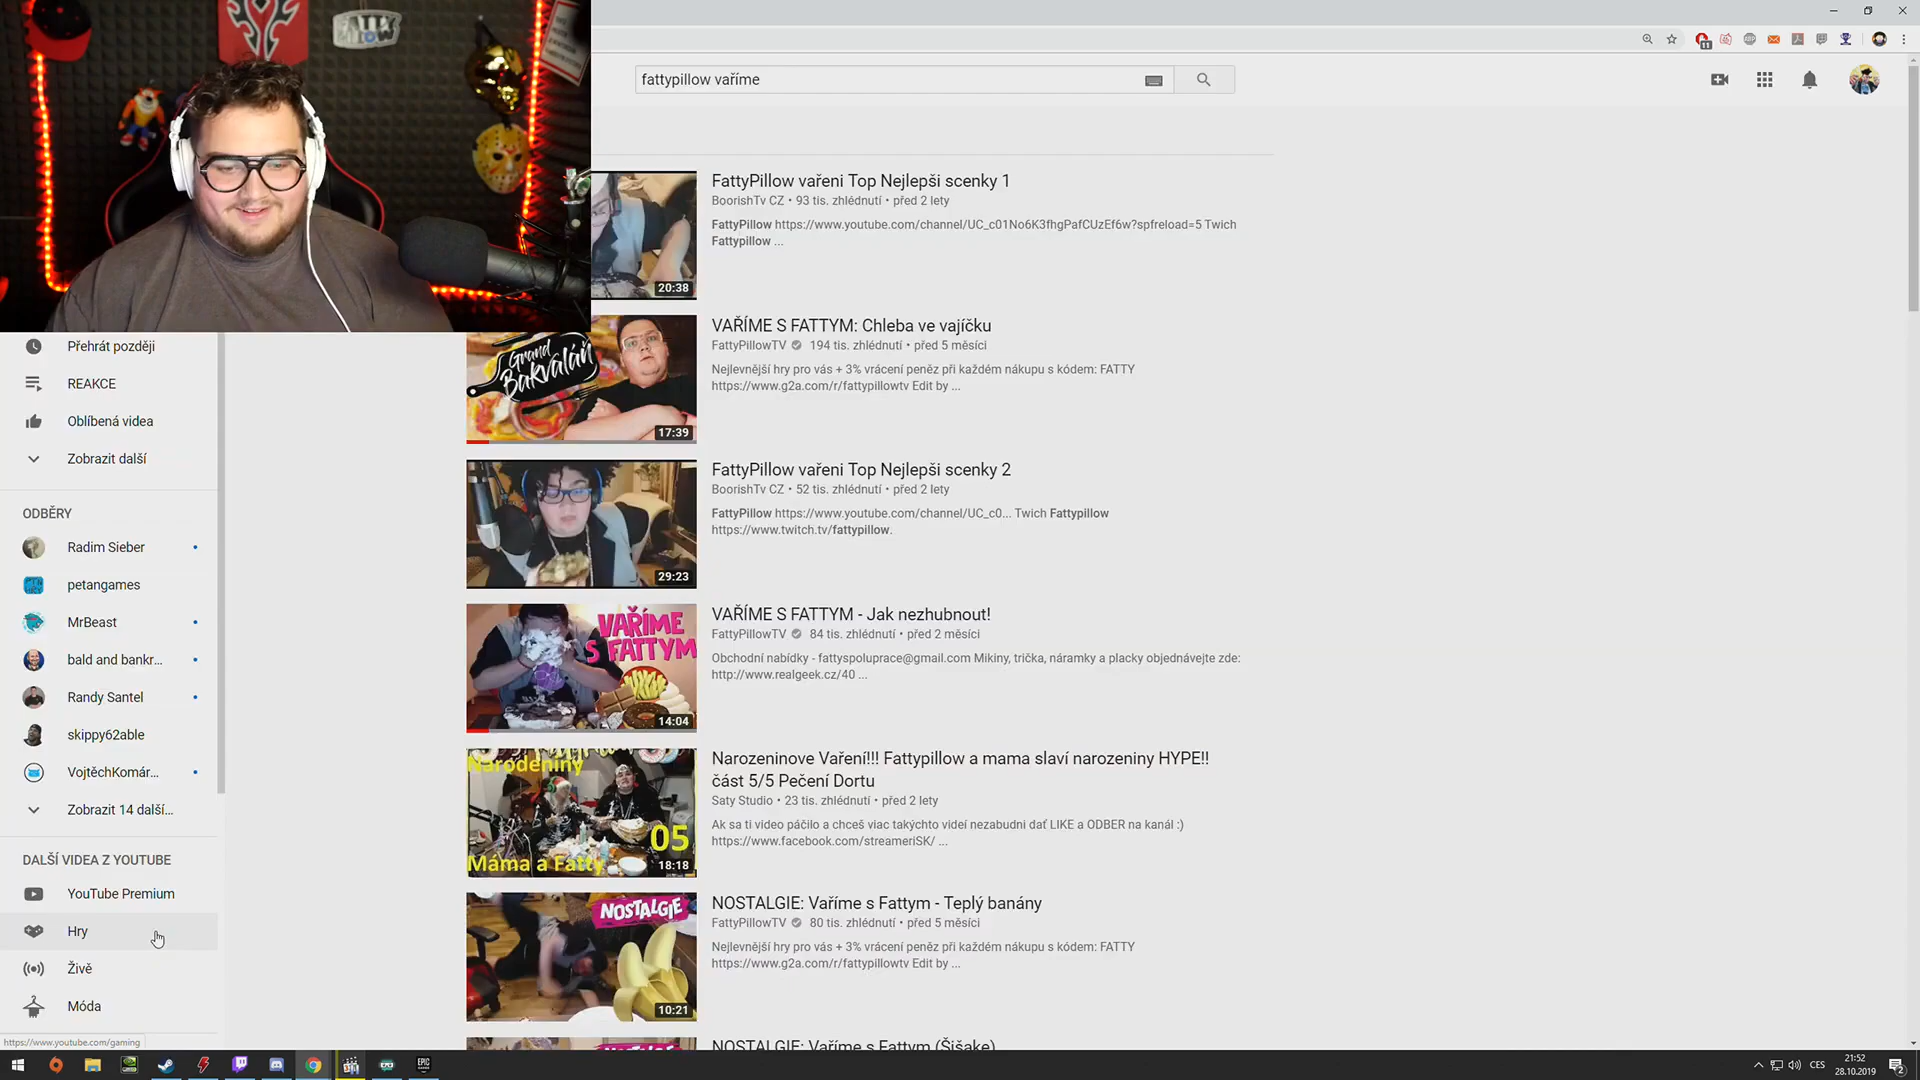 FATTY
PILLOW
fattypillow vaříme
FattyPillow vařeni Top Nejlepši scenky 1
BoorishTv CZ • 93 tis. zhlédnutí • před 2 lety
FattyPillow https://www.youtube.com/channel/UC_c01No6K3fhgPafCUzEf6w?spfreload=5 Twich
Fattypillow ...
20:38
VAŘÍME S FATTYM: Chleba ve vajíčku
FattyPillowTV 194 tis. zhlédnutí • před 5 měsíci
Nejlevnější hry pro vás + 3% vrácení peněz při každém nákupu s kódem: FATTY
https://www.g2a.com/r/fattypillowtv Edit by ...
Grand
Bakvaláň
17:39
FattyPillow vařeni Top Nejlepši scenky 2
BoorishTv CZ • 52 tis. zhlédnutí • před 2 lety
FattyPillow https://www.youtube.com/channel/UC_c0... Twich Fattypillow
https://www.twitch.tv/fattypillow.
29:23
VAŘÍME S FATTYM - Jak nezhubnout!
FattyPillowTV 84 tis. zhlédnutí • před 2 měsíci
Obchodní nabídky - fattyspoluprace@gmail.com Mikiny, trička, náramky a placky objednávejte zde:
http://www.realgeek.cz/40 ...
VAŘÍME
S FATTYM
14:04
Narozeninove Vaření!!! Fattypillow a mama slaví narozeniny HYPE!!
část 5/5 Pečení Dortu
Saty Studio • 23 tis. zhlédnutí • před 2 lety
Ak sa ti video páčilo a chceš viac takýchto videí nezabudni dať LIKE a ODBER na kanál :)
https://www.facebook.com/streameriSK/ ...
Narodeniny
05
Máma a Fatty
18:18
NOSTALGIE: Vaříme s Fattym - Teplý banány
FattyPillowTV 80 tis. zhlédnutí • před 5 měsíci
Nejlevnější hry pro vás + 3% vrácení peněz při každém nákupu s kódem: FATTY
https://www.g2a.com/r/fattypillowtv Edit by ...
NOSTALGIE
10:21
NOSTALGIE: Vaříme s Fattym (Šišake)
Přehrát později
REAKCE
Oblíbená videa
Zobrazit další
ODBĚRY
Radim Sieber
petangames
MrBeast
bald and bankr...
Randy Santel
skippy62able
VojtěchKomár...
Zobrazit 14 další...
DALŠÍ VIDEA Z YOUTUBE
YouTube Premium
Hry
Živě
Móda
https://www.youtube.com/gaming
CES
21:52
28.10.2019